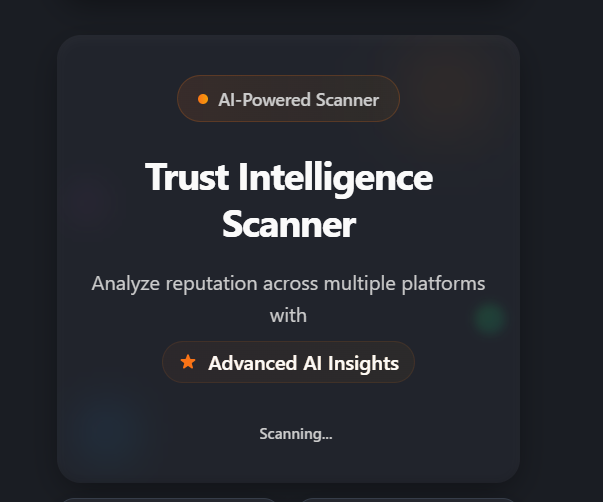 AI-Powered Scanner
Trust Intelligence
Scanner
Analyze reputation across multiple platforms
with
Advanced AI Insights
Scanning...